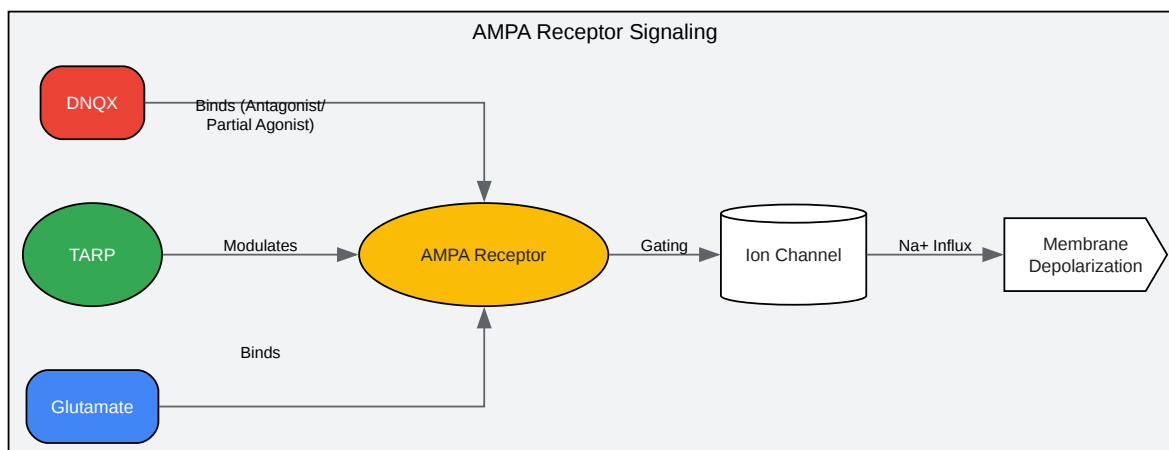 AMPA Receptor Signaling
DNQX
Binds (Antagonist/
Partial Agonist)
TARP
Modulates
AMPA Receptor
Gating
Ion Channel
Na+ Influx
Membrane
Depolarization
Binds
Glutamate